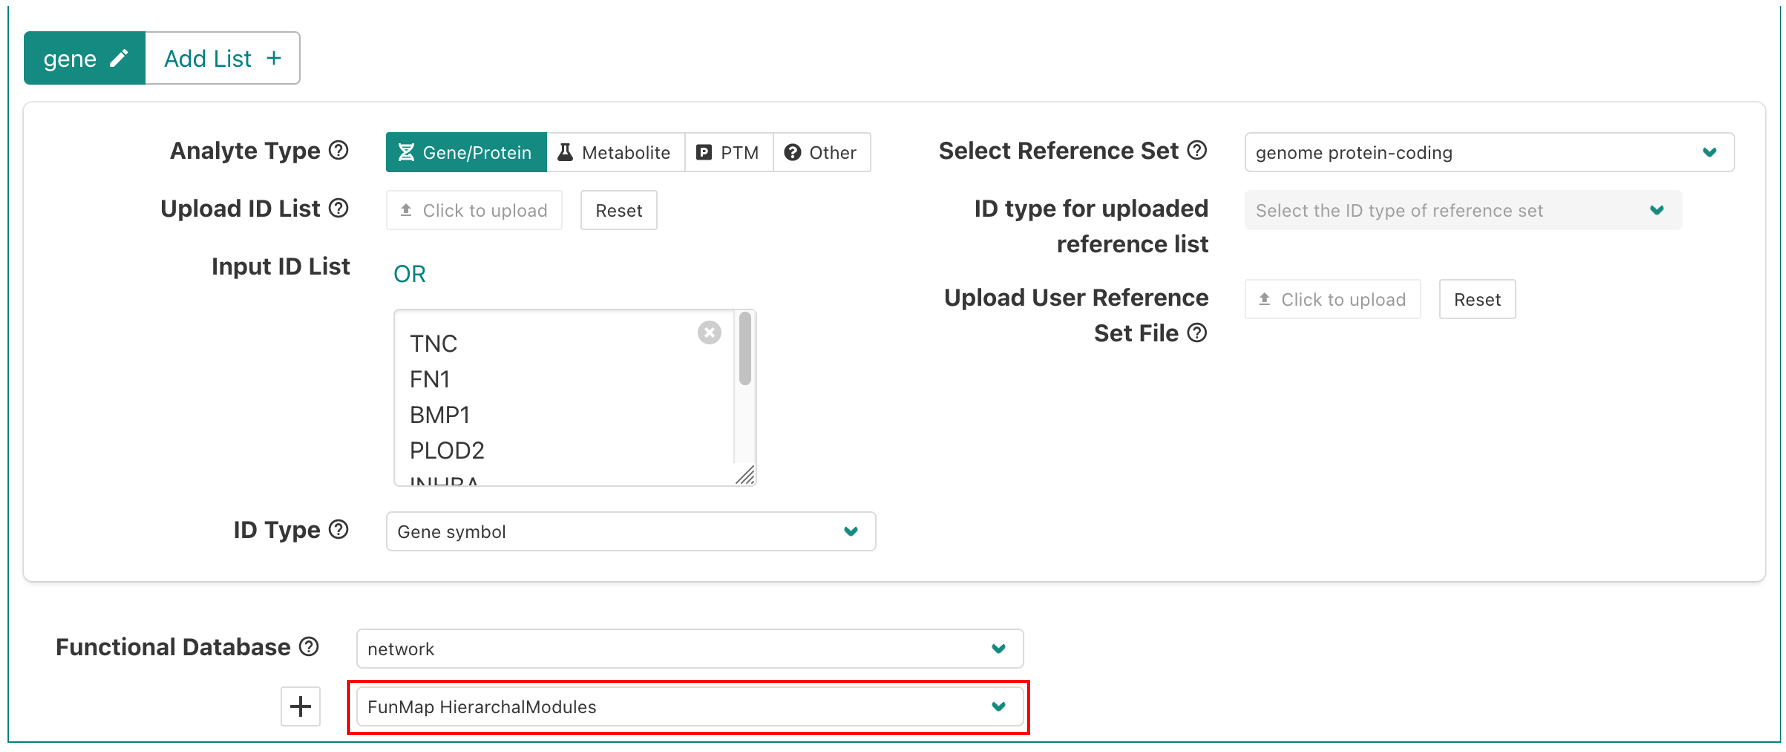 gene
Add List +
Analyte Type
Gene/Protein
Metabolite
P PTM
Other
Upload ID List
Click to upload
Reset
Input ID List
OR
TNC
FN1
BMP1
PLOD2
INHBA
ID Type
Gene symbol
Select Reference Set
genome protein-coding
ID type for uploaded
reference list
Select the ID type of reference set
Upload User Reference
Set File
Click to upload
Reset
Functional Database
network
+
FunMap HierarchalModules